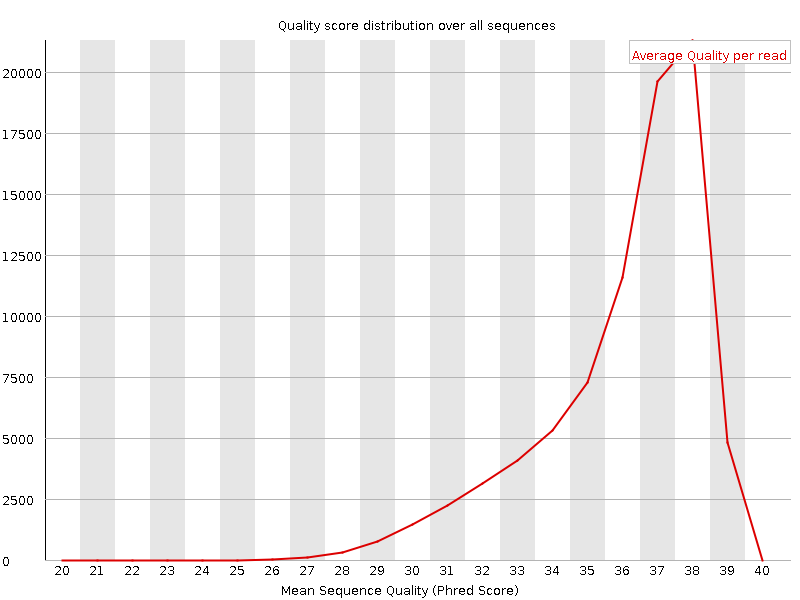 Quality score distribution over all sequences
Average Quality per read
20000
17500
15000
12500
10000
7500
5000
2500
0
20 21 22 23 24 25 26 27 28 29 30 31 32 33 34 35 36 37 38 39 40
Mean Sequence Quality (Phred Score)